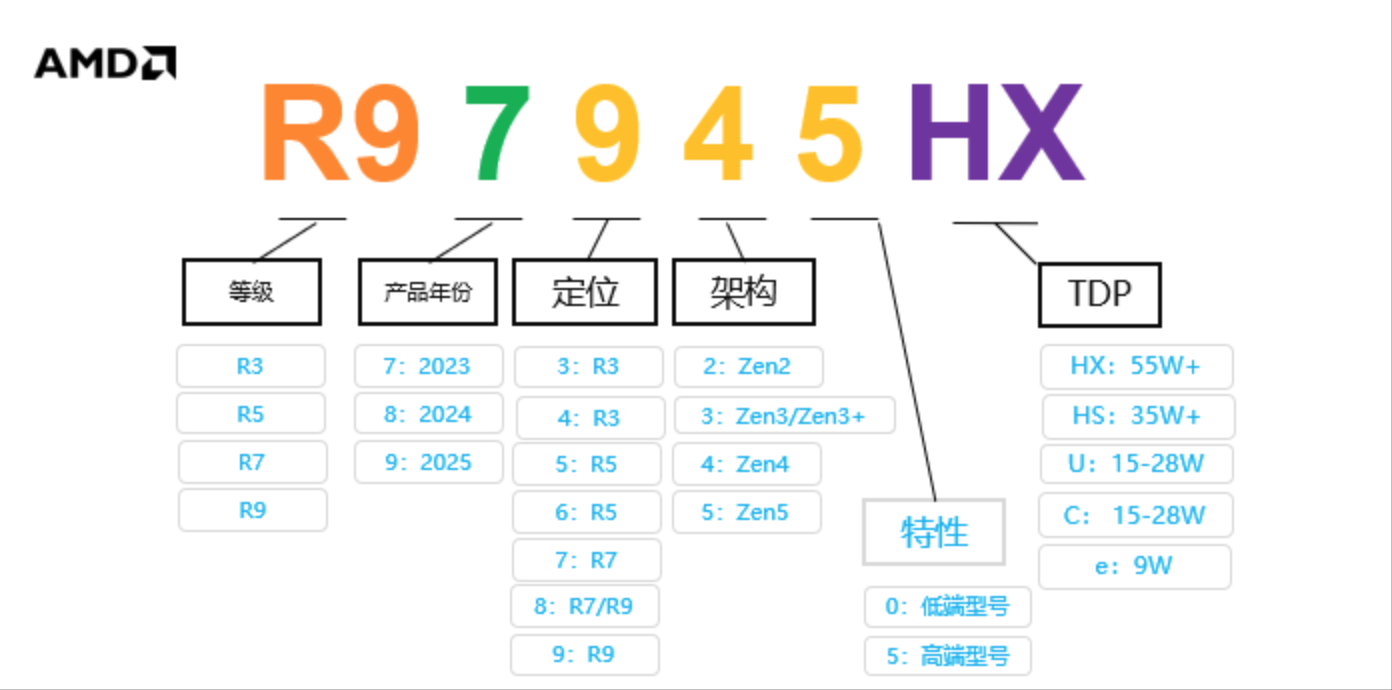 AMD
R9 7 9 4 5 HX
等级
产品年份
定位
架构
TDP
R3
7：2023
3：R3
2：Zen2
HX：55W+
R5
8：2024
4：R3
3：Zen3/Zen3+
HS：35W+
R7
9：2025
5：R5
4：Zen4
U：15-28W
R9
6：R5
5：Zen5
特性
C： 15-28W
7：R7
e：9W
8：R7/R9
0：低端型号
9：R9
5：高端型号